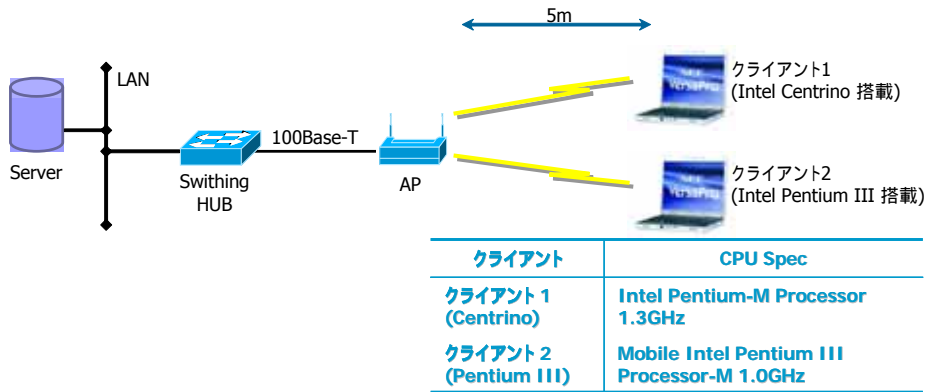 5m
LAN
Server
Swithing
HUB
100Base-T
AP
クライアント1
(Intel Centrino 搭載)
クライアント2
(Intel Pentium III 搭載)
クライアント CPU Spec
クライアント 1
(Centrino)
Intel Pentium-M Processor
1.3GHz
クライアント 2
(Pentium III)
Mobile Intel Pentium III
Processor-M 1.0GHz